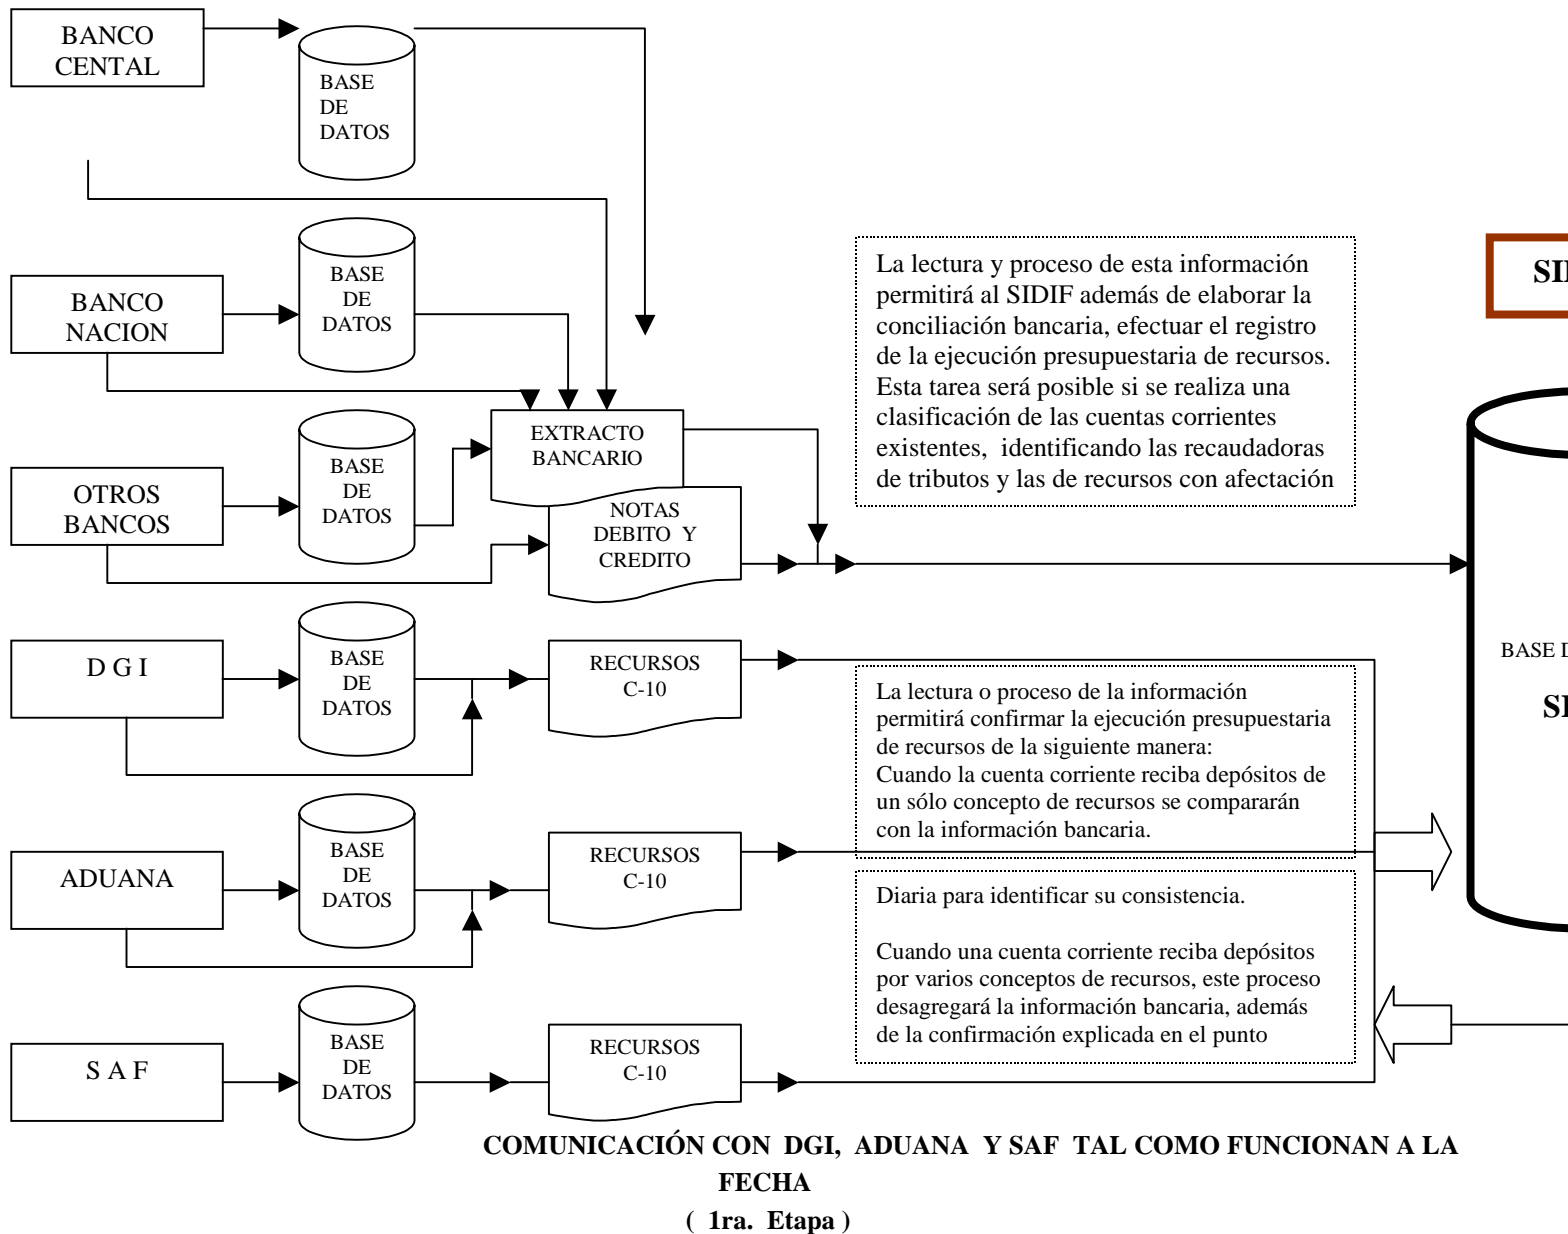 BANCO
CENTAL
BASE
DE
DATOS
BANCO
NACION
BASE
DE
DATOS
OTROS
BANCOS
BASE
DE
DATOS
EXTRACTO
BANCARIO
NOTAS
DEBITO Y
CREDITO
La lectura y proceso de esta información
permitirá al SIDIF además de elaborar la
conciliación bancaria, efectuar el registro
de la ejecución presupuestaria de recursos.
Esta tarea será posible si se realiza una
clasificación de las cuentas corrientes
existentes, identificando las recaudadoras
de tributos y las de recursos con afectación
D G I
BASE
DE
DATOS
RECURSOS
C-10
La lectura o proceso de la información
permitirá confirmar la ejecución presupuestaria
de recursos de la siguiente manera:
Cuando la cuenta corriente reciba depósitos de
un sólo concepto de recursos se compararán
con la información bancaria.
BASE
ADUANA
BASE
DE
DATOS
RECURSOS
C-10
Diaria para identificar su consistencia.
Cuando una cuenta corriente reciba depósitos
por varios conceptos de recursos, este proceso
desagregará la información bancaria, además
de la confirmación explicada en el punto
S A F
BASE
DE
DATOS
RECURSOS
C-10
COMUNICACIÓN CON DGI, ADUANA Y SAF TAL COMO FUNCIONAN A LA
FECHA
( 1ra. Etapa )